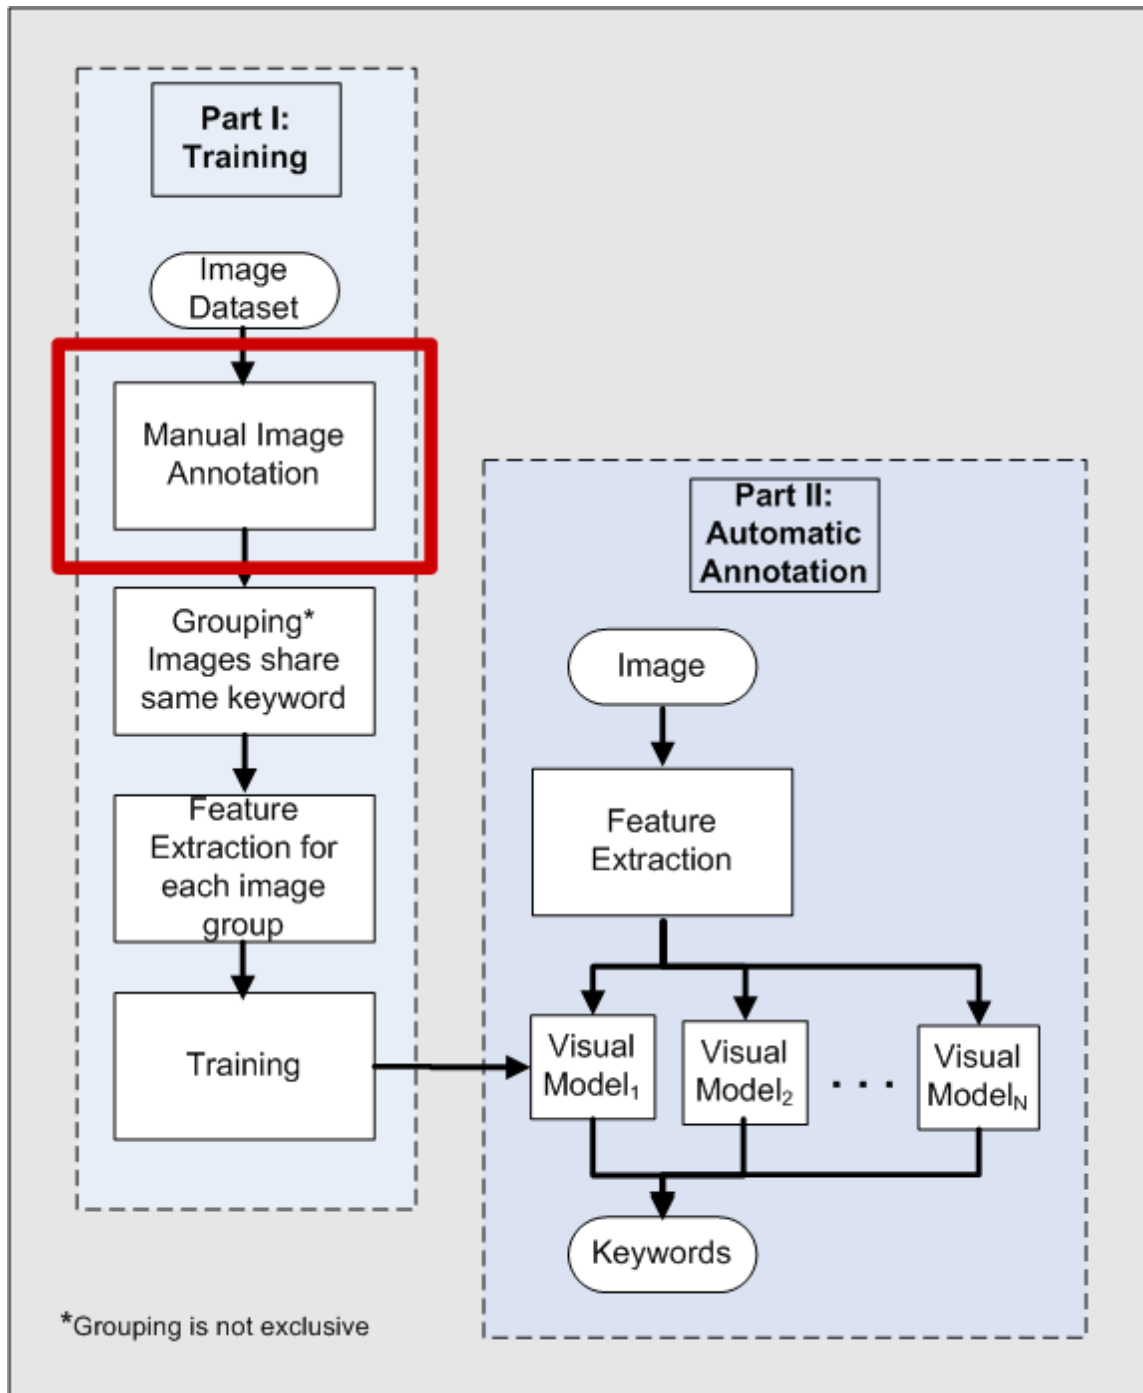 Part I:
Training
Image
Dataset
Manual Image
Annotation
Grouping*
Images share
same keyword
Feature
Extraction for
each image
group
Training
Part II:
Automatic
Annotation
Image
Feature
Extraction
Visual
Model₁
Visual
Model₂
. . .
Visual
Model_N
Keywords
*Grouping is not exclusive